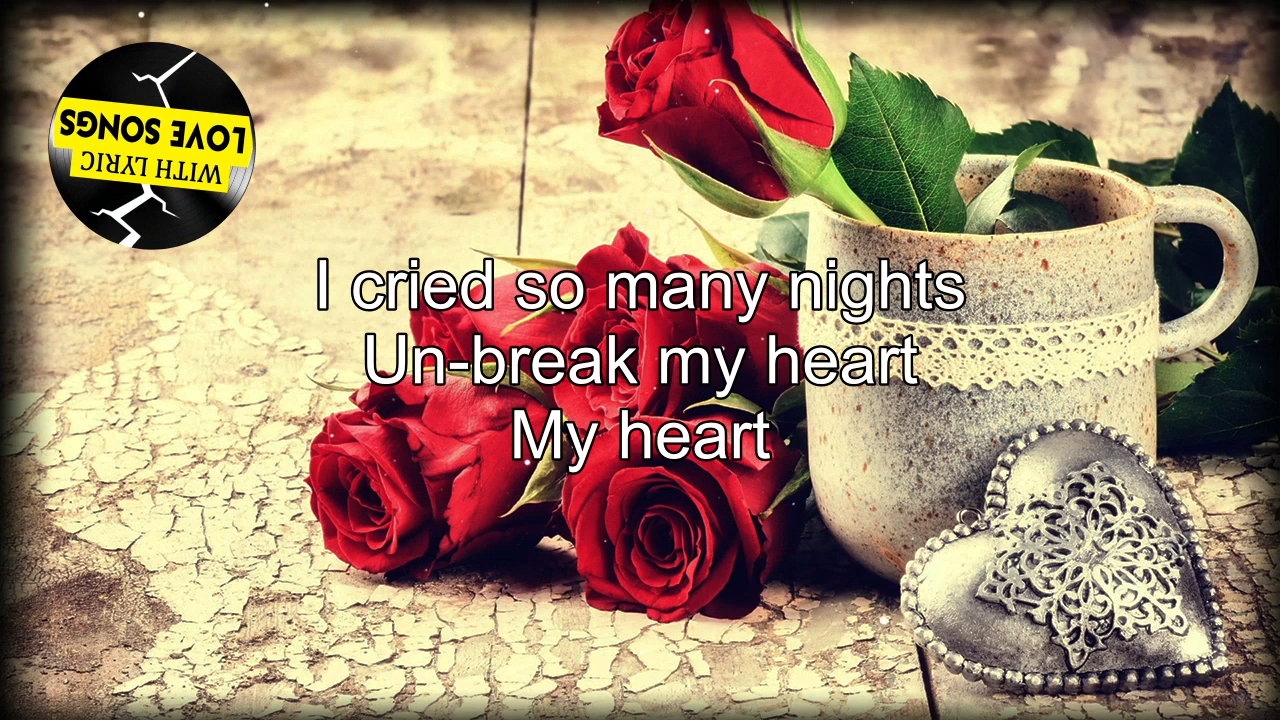 LOVE SONGS
WITH LYRIC
I cried so many nights
Un-break my heart
My heart